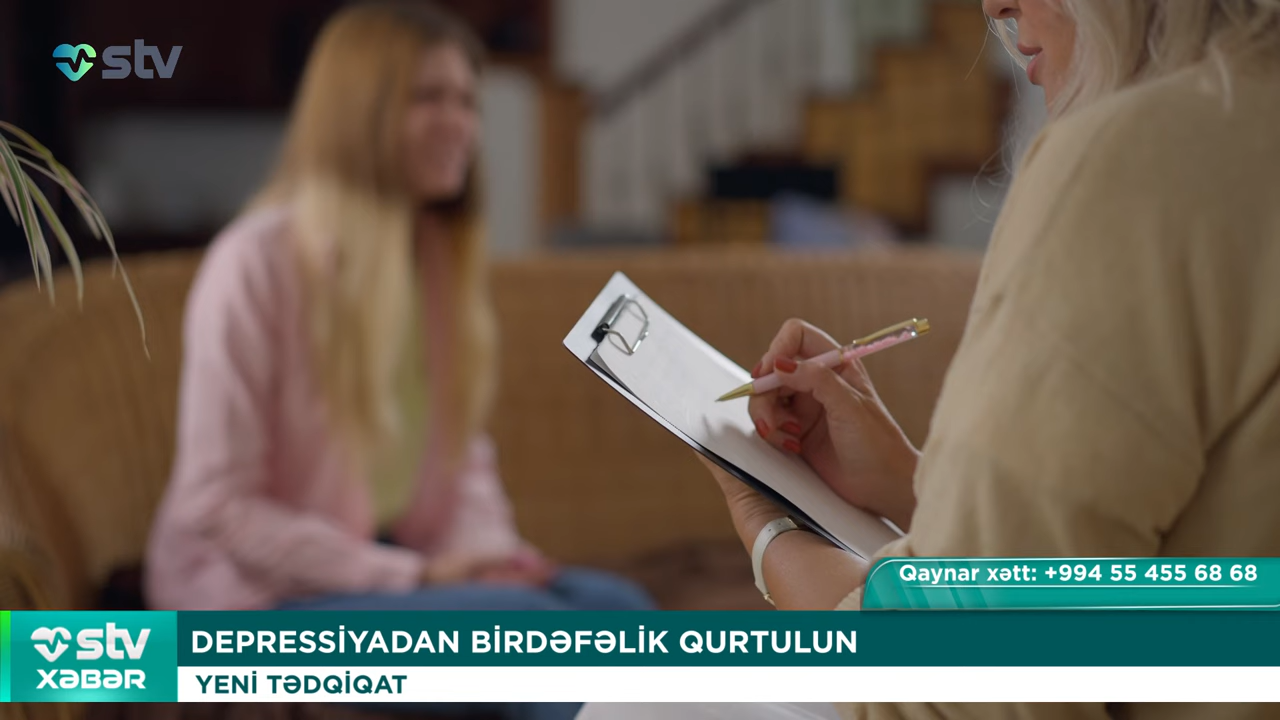 stv
Qaynar xətt: +994 55 455 68 68
stv
XƏBƏR
DEPRESSİYADAN BİRDƏFƏLİK QURTULUN
YENİ TƏDQİQAT